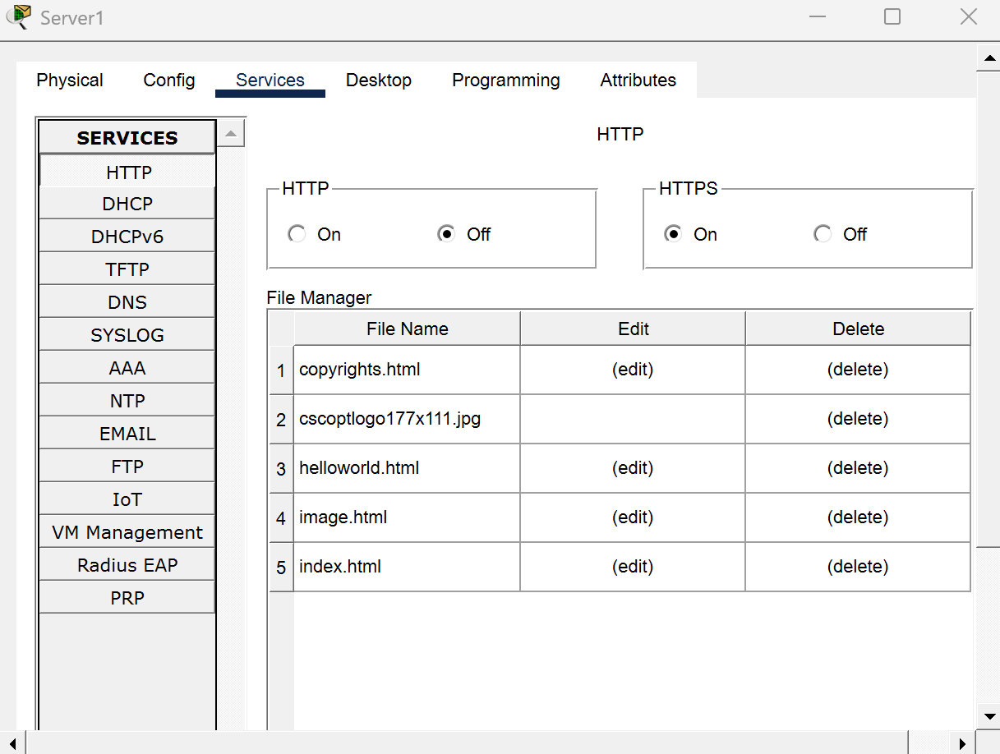 Server1
Physical Config Services Desktop Programming Attributes
SERVICES
HTTP
DHCP
DHCPv6
TFTP
DNS
SYSLOG
AAA
NTP
EMAIL
FTP
IoT
VM Management
Radius EAP
PRP
HTTP
HTTP
On Off
HTTPS
On Off
File Manager
File Name Edit Delete
1 copyrights.html (edit) (delete)
2 cscoptlogo177x111.jpg (delete)
3 helloworld.html (edit) (delete)
4 image.html (edit) (delete)
5 index.html (edit) (delete)